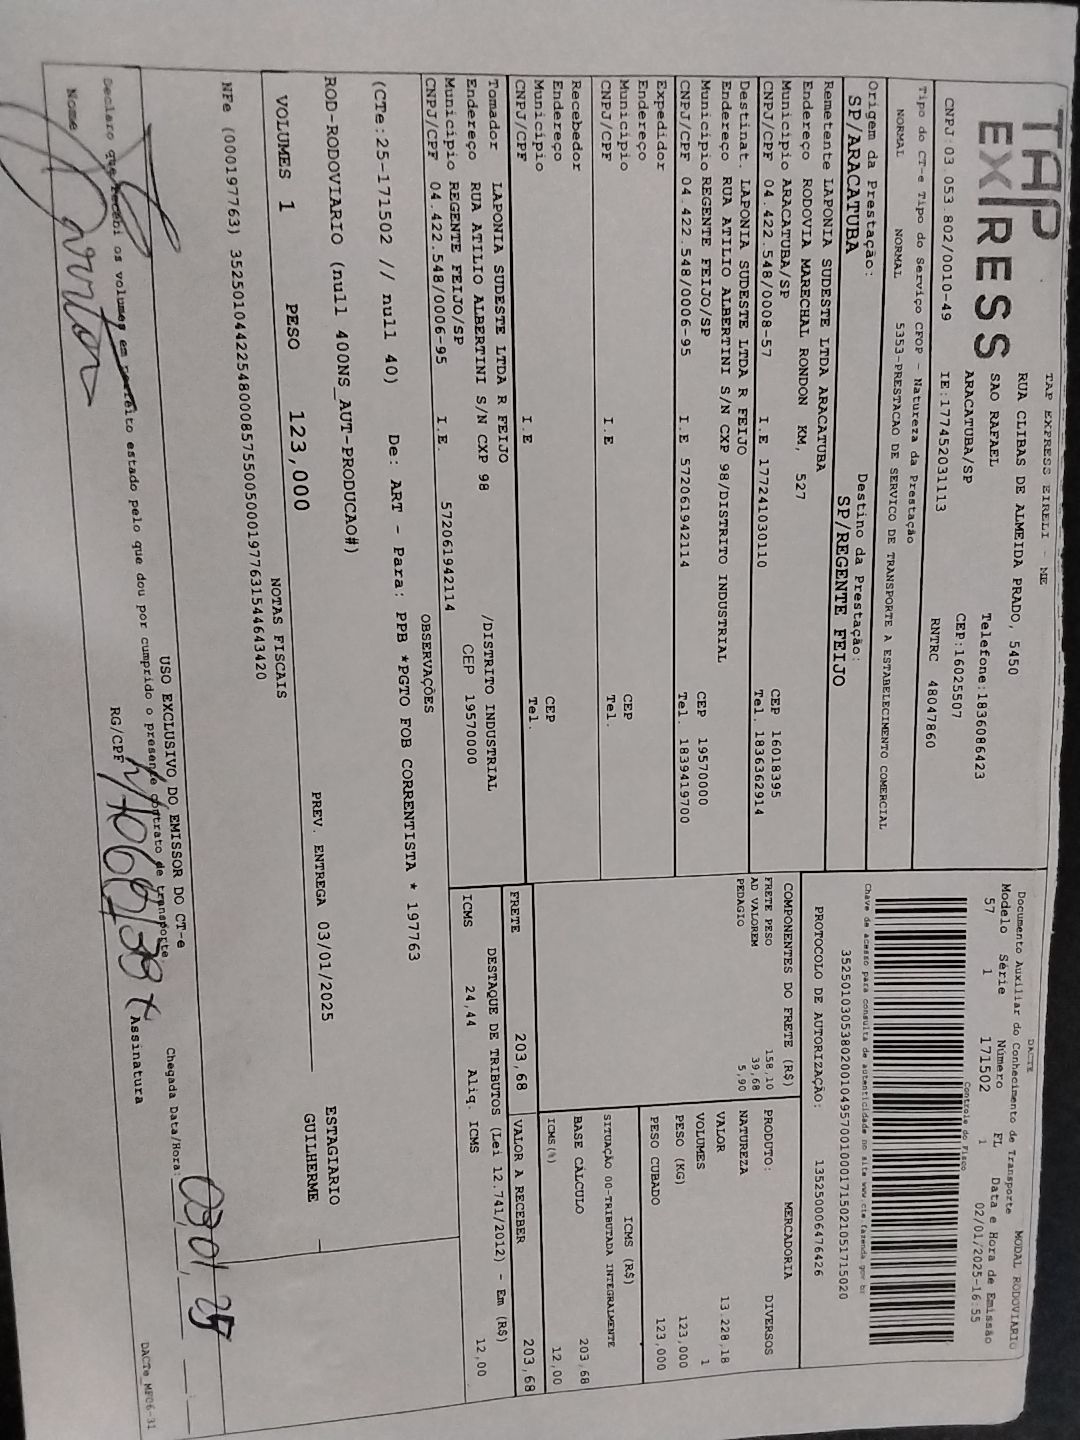 TAP EXPRESS
TAP EXPRESS EIRELI - ME
RUA CLIBAS DE ALMEIDA PRADO, 5450
SAO RAFAEL
ARACATUBA/SP
Telefone:1836086423
CEP:16025507
CNPJ:03.053.802/0010-49 IE:177452031113 RNTRC 48047860
DACTE
Documento Auxiliar do Conhecimento de Transporte MODAL RODOVIARIO
Modelo Série Número FL Data e Hora de Emissão
57 1 171502 1 02/01/2025-16:55
Controle do Fisco
Chave de acesso para consulta de autenticidade no site www.cte.fazenda.gov.br
35250103053802001049570010001715021051715020
PROTOCOLO DE AUTORIZAÇÃO: 135250006476426
Tipo do CT-e Tipo do Serviço CFOP - Natureza da Prestação
NORMAL NORMAL 5353-PRESTACAO DE SERVICO DE TRANSPORTE A ESTABELECIMENTO COMERCIAL
Origem da Prestação: Destino da Prestação:
SP/ARACATUBA SP/REGENTE FEIJO
Remetente LAPONIA SUDESTE LTDA ARACATUBA
Endereço RODOVIA MARECHAL RONDON KM, 527
Municipio ARACATUBA/SP CEP 16018395
CNPJ/CPF 04.422.548/0008-57 I.E 177241030110 Tel. 1836362914
Destinat. LAPONIA SUDESTE LTDA R FEIJO
Endereço RUA ATILIO ALBERTINI S/N CXP 98/DISTRITO INDUSTRIAL
Municipio REGENTE FEIJO/SP CEP 19570000
CNPJ/CPF 04.422.548/0006-95 I.E 572061942114 Tel. 1839419700
Expedidor
Endereço
Municipio CEP
CNPJ/CPF I.E Tel.
Recebedor
Endereço
Municipio CEP
CNPJ/CPF I.E Tel.
Tomador LAPONIA SUDESTE LTDA R FEIJO
Endereço RUA ATILIO ALBERTINI S/N CXP 98 /DISTRITO INDUSTRIAL
Municipio REGENTE FEIJO/SP CEP 19570000
CNPJ/CPF 04.422.548/0006-95 I.E. 572061942114
COMPONENTES DO FRETE (R$)
FRETE PESO 158,10
AD VALOREM 39,68
PEDAGIO 5,90
PRODUTO: MERCADORIA
NATUREZA DIVERSOS
VALOR 13.228,18
VOLUMES 1
PESO (KG) 123,000
PESO CUBADO 123,000
ICMS (R$)
SITUAÇÃO 00-TRIBUTADA INTEGRALMENTE
BASE CÁLCULO 203,68
ICMS(%) 12,00
FRETE 203,68 VALOR A RECEBER 203,68
DESTAQUE DE TRIBUTOS (Lei 12.741/2012) - Em (R$)
ICMS 24,44 Aliq. ICMS 12,00
OBSERVAÇÕES
(CTe:25-171502 // null 40) De: ART - Para: PPB *PGTO FOB CORRENTISTA * 197763
ROD-RODOVIARIO (null 400NS_AUT-PRODUCAO#)
VOLUMES 1 PESO 123,000 PREV. ENTREGA 03/01/2025 ESTAGIARIO
GUILHERME
NOTAS FISCAIS
NFe (000197763) 35250104422548000857550050001977631544643420
USO EXCLUSIVO DO EMISSOR DO CT-e
Declaro que recebi os volumes em perfeito estado pelo que dou por cumprido o presente contrato de transporte
Chegada Data/Hora: 03 01 25
Nome RG/CPF Assinatura
DACTe_MF06-31